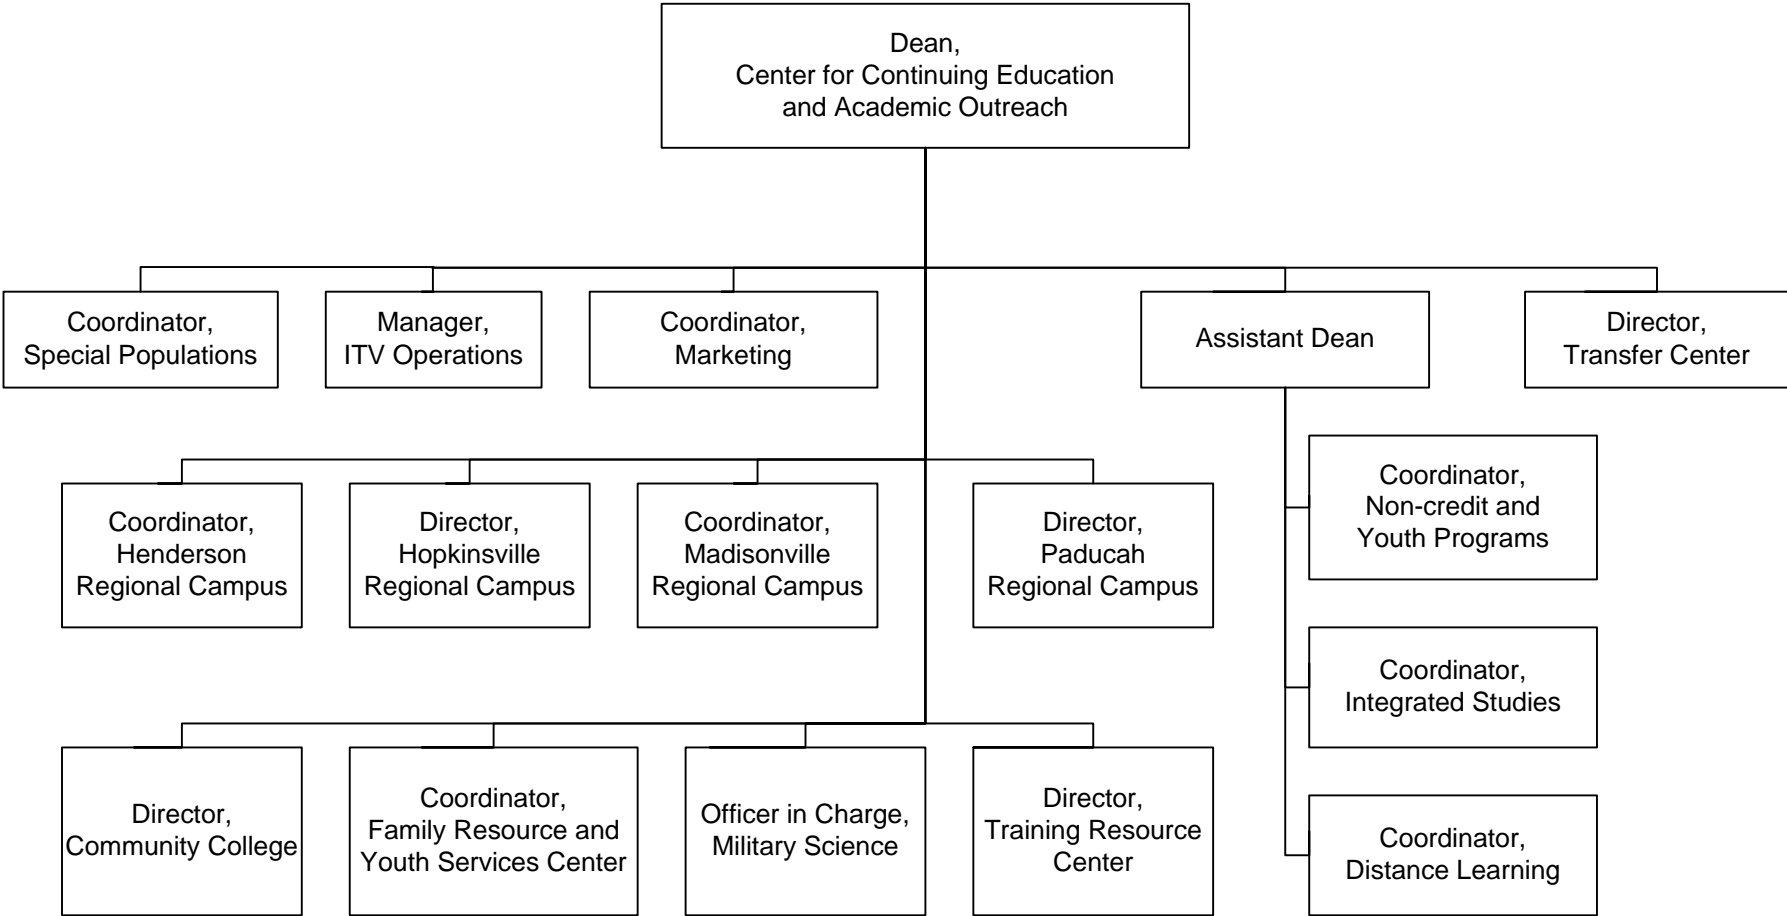 Dean,
Center for Continuing Education
and Academic Outreach
Coordinator,
Special Populations
Manager,
ITV Operations
Coordinator,
Marketing
Assistant Dean
Director,
Transfer Center
Coordinator,
Henderson
Regional Campus
Director,
Hopkinsville
Regional Campus
Coordinator,
Madisonville
Regional Campus
Director,
Paducah
Regional Campus
Coordinator,
Non-credit and
Youth Programs
Coordinator,
Integrated Studies
Director,
Community College
Coordinator,
Family Resource and
Youth Services Center
Officer in Charge,
Military Science
Director,
Training Resource
Center
Coordinator,
Distance Learning